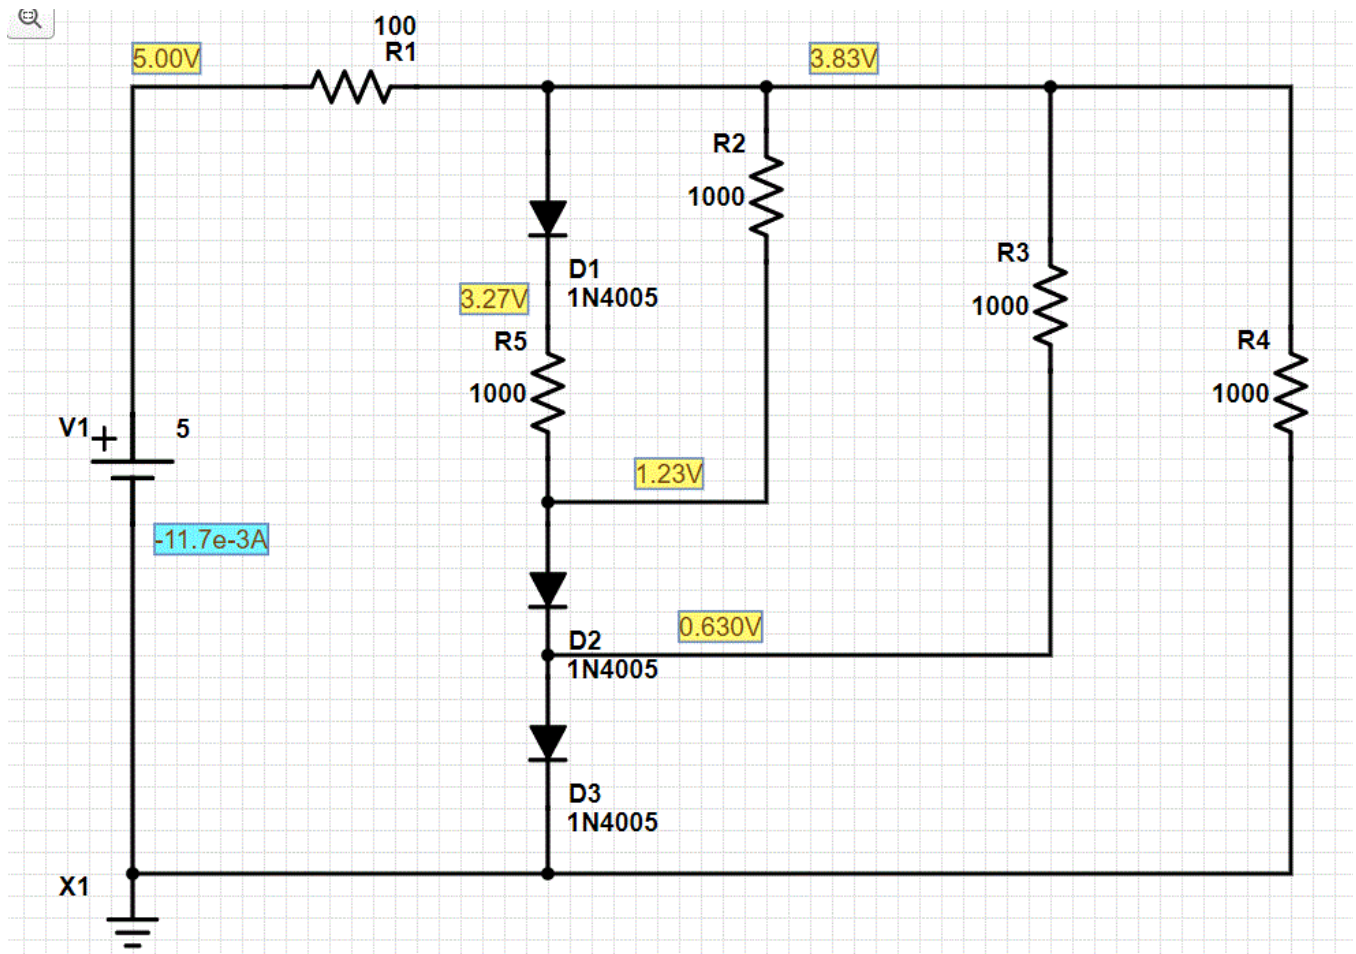 100
R1
5.00V
3.83V
R2
1000
R3
1000
D1
1N4005
3.27V
R5
1000
R4
1000
V1
+
5
1.23V
-11.7e-3A
0.630V
D2
1N4005
D3
1N4005
X1